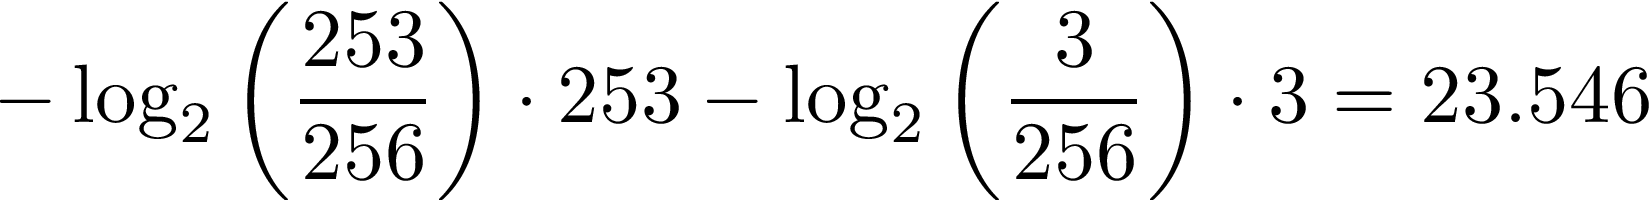 − log₂ (253/256) · 253 − log₂ (3/256) · 3 = 23.546